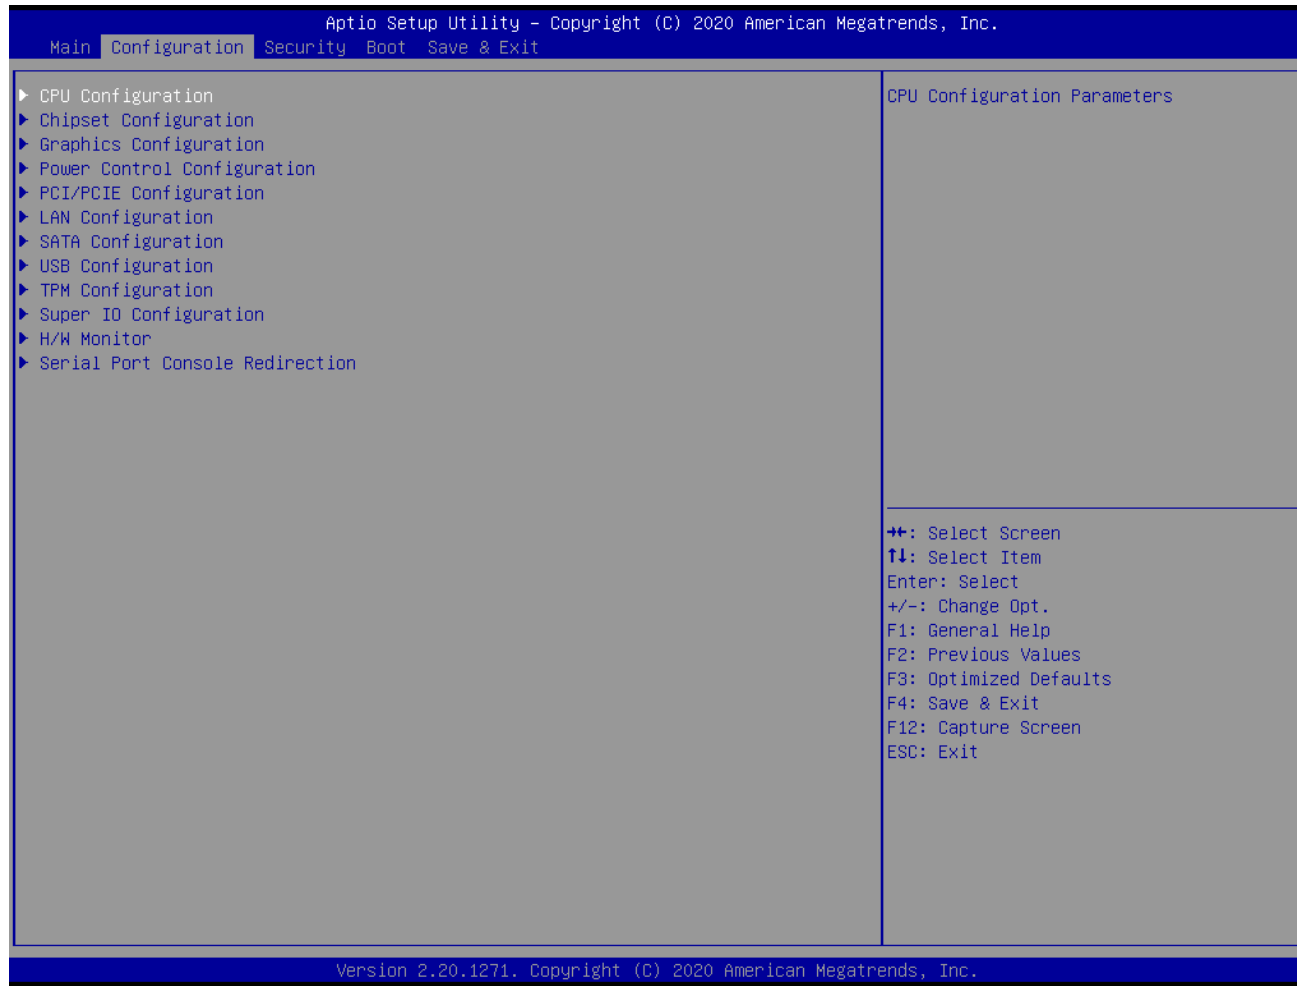 Aptio Setup Utility – Copyright (C) 2020 American Megatrends, Inc.
Main Configuration Security Boot Save & Exit
CPU Configuration
Chipset Configuration
Graphics Configuration
Power Control Configuration
PCI/PCIE Configuration
LAN Configuration
SATA Configuration
USB Configuration
TPM Configuration
Super IO Configuration
H/W Monitor
Serial Port Console Redirection
CPU Configuration Parameters
→←: Select Screen
↑↓: Select Item
Enter: Select
+/-: Change Opt.
F1: General Help
F2: Previous Values
F3: Optimized Defaults
F4: Save & Exit
F12: Capture Screen
ESC: Exit
Version 2.20.1271. Copyright (C) 2020 American Megatrends, Inc.